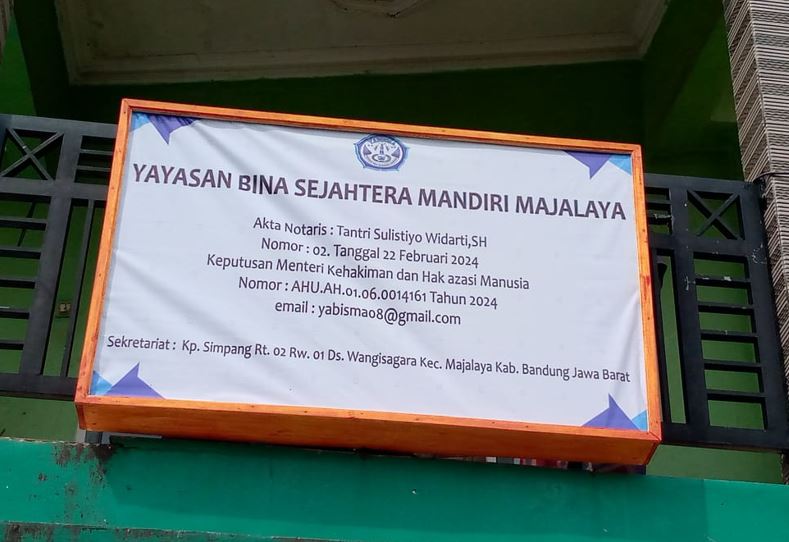 YAYASAN BINA SEJAHTERA MANDIRI MAJALAYA
Akta Notaris : Tantri Sulistiyo Widarti,SH
Nomor : 02. Tanggal 22 Februari 2024
Keputusan Menteri Kehakiman dan Hak azasi Manusia
Nomor : AHU.AH.01.06.0014161 Tahun 2024
email : yabisma08@gmail.com
Sekretariat : Kp. Simpang Rt. 02 Rw. 01 Ds. Wangisagara Kec. Majalaya Kab. Bandung Jawa Barat